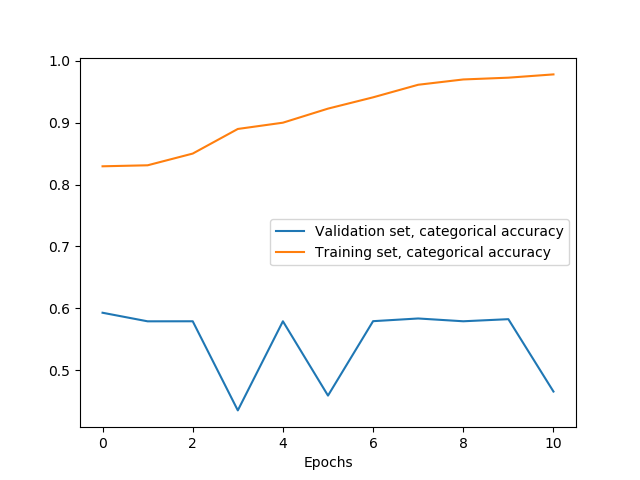 1.0
0.9
0.8
0.7
0.6
0.5
Validation set, categorical accuracy
Training set, categorical accuracy
0 2 4 6 8 10
Epochs